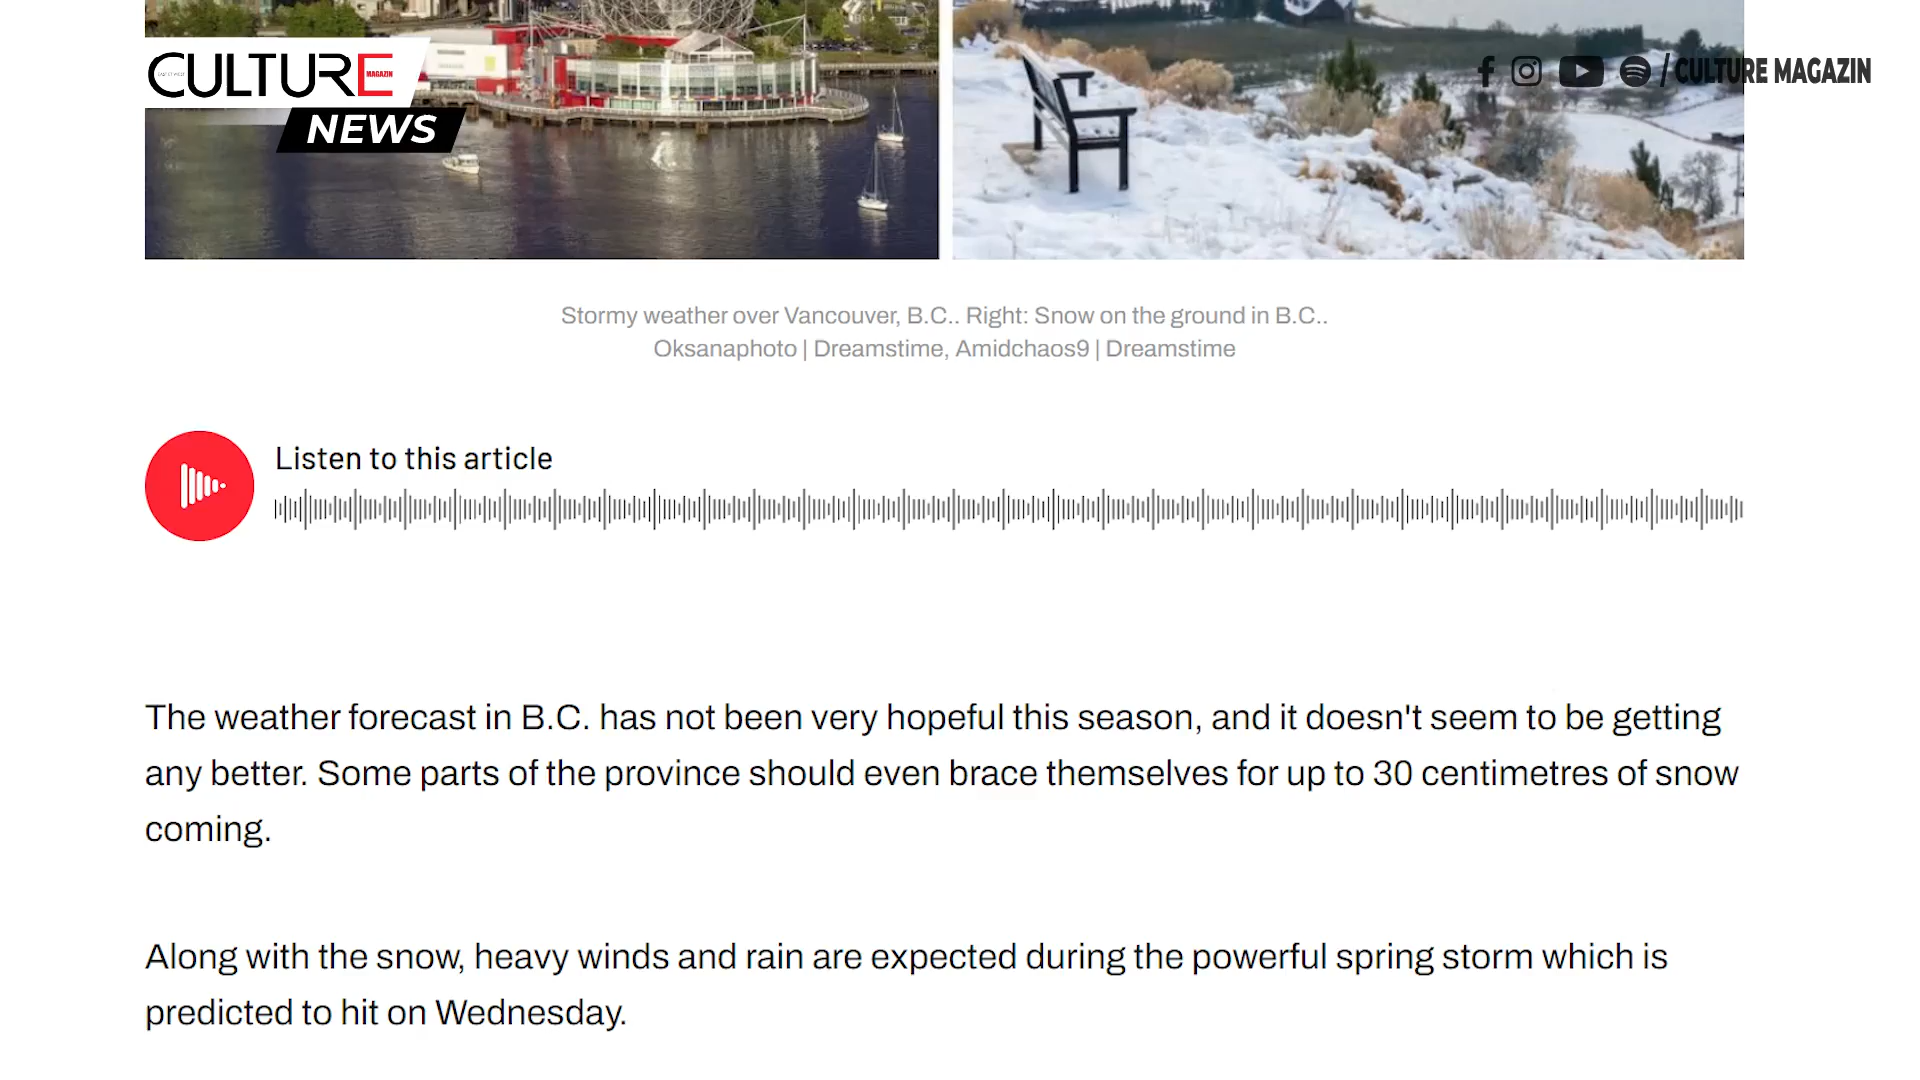 CULTURE
MAGAZIN
NEWS
/ CULTURE MAGAZIN
Stormy weather over Vancouver, B.C.. Right: Snow on the ground in B.C..
Oksanaphoto | Dreamstime, Amidchaos9 | Dreamstime
Listen to this article
The weather forecast in B.C. has not been very hopeful this season, and it doesn't seem to be getting
any better. Some parts of the province should even brace themselves for up to 30 centimetres of snow
coming.
Along with the snow, heavy winds and rain are expected during the powerful spring storm which is
predicted to hit on Wednesday.